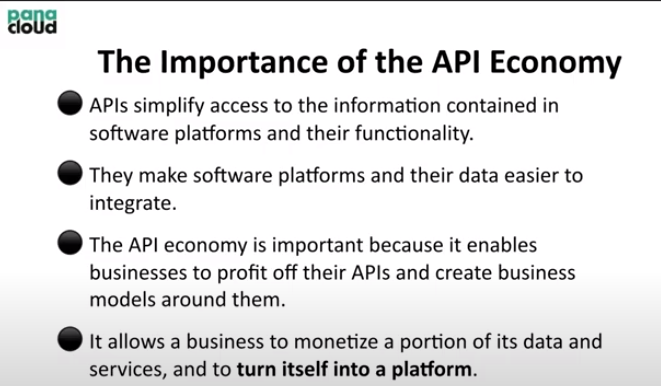 pana
cloud
The Importance of the API Economy
APIs simplify access to the information contained in
software platforms and their functionality.
They make software platforms and their data easier to
integrate.
The API economy is important because it enables
businesses to profit off their APIs and create business
models around them.
It allows a business to monetize a portion of its data and
services, and to turn itself into a platform.